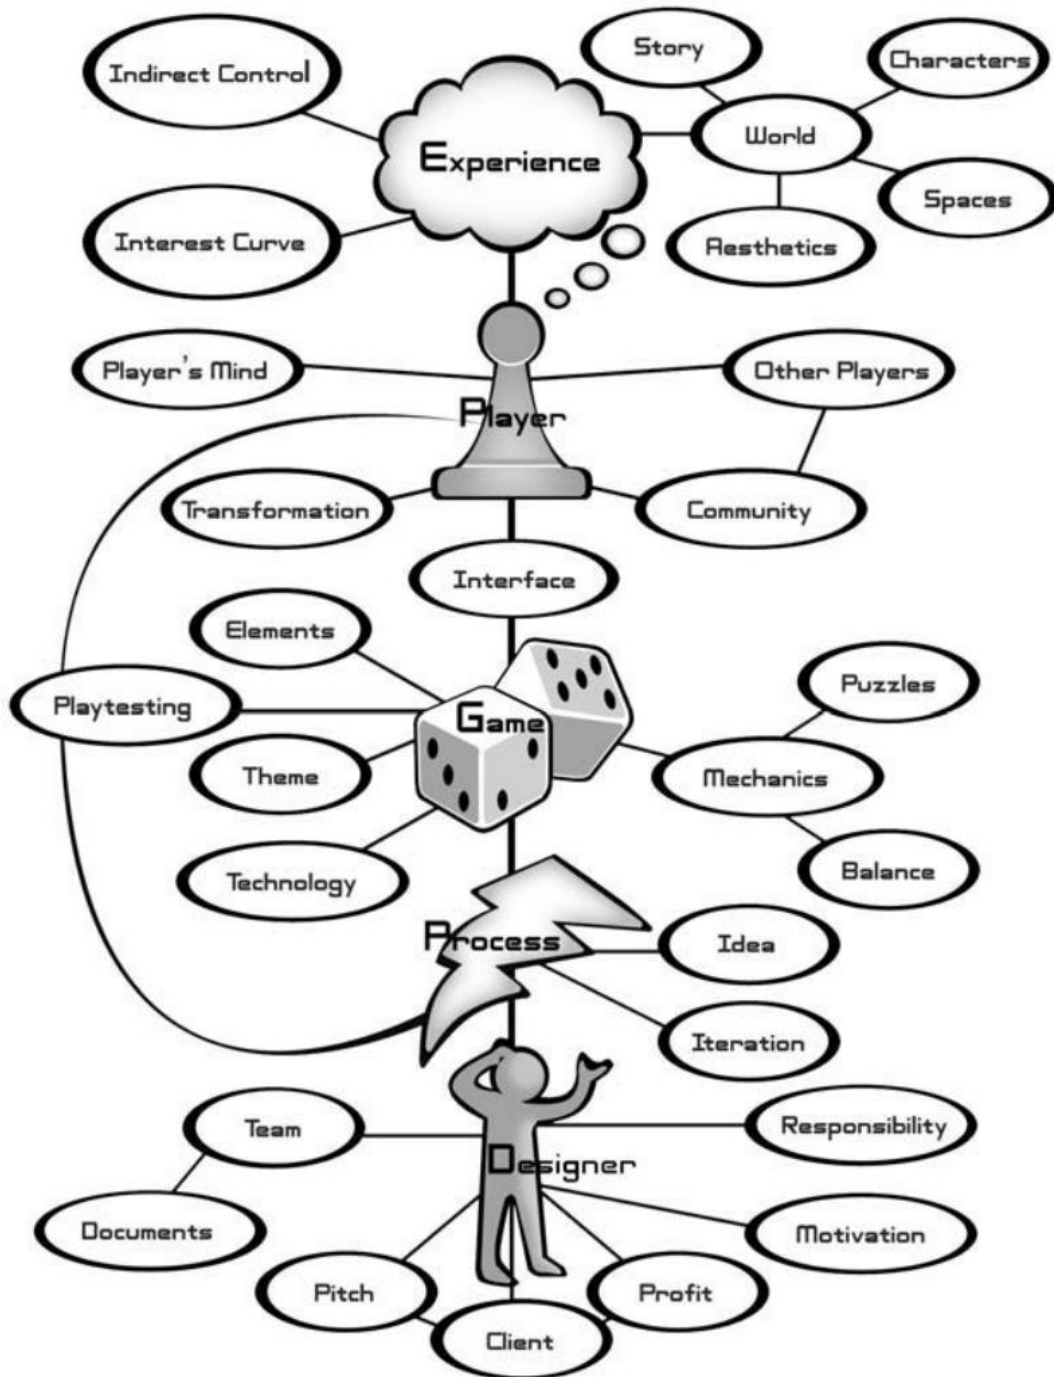 Story
Indirect Control
Characters
World
Experience
Spaces
Interest Curve
Aesthetics
Player's Mind
Other Players
Player
Transformation
Community
Interface
Elements
Puzzles
Playtesting
Game
Theme
Mechanics
Technology
Balance
Process
Idea
Iteration
Team
Responsibility
Designer
Documents
Motivation
Pitch
Profit
Client